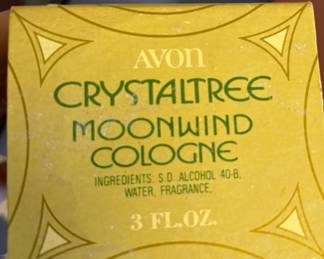 AVON
CRYSTALTREE
MOONWIND
COLOGNE
INGREDIENTS: S.D. ALCOHOL 40-B,
WATER, FRAGRANCE.
3 FL.OZ.